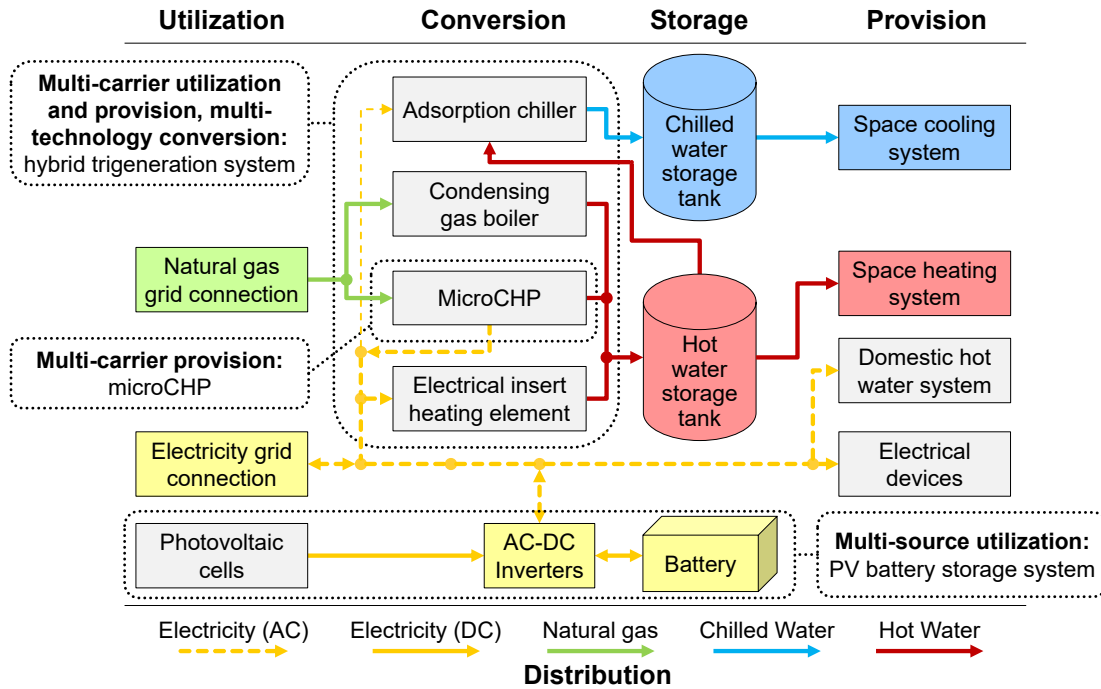 Utilization
Conversion
Storage
Provision
Multi-carrier utilization
and provision, multi-
technology conversion:
hybrid trigeneration system
Adsorption chiller
Chilled
water
storage
tank
Space cooling
system
Condensing
gas boiler
Natural gas
grid connection
MicroCHP
Hot
water
storage
tank
Space heating
system
Multi-carrier provision:
microCHP
Electrical insert
heating element
Domestic hot
water system
Electricity grid
connection
Electrical
devices
Photovoltaic
cells
AC-DC
Inverters
Battery
Multi-source utilization:
PV battery storage system
Electricity (AC)
Electricity (DC)
Natural gas
Chilled Water
Hot Water
Distribution